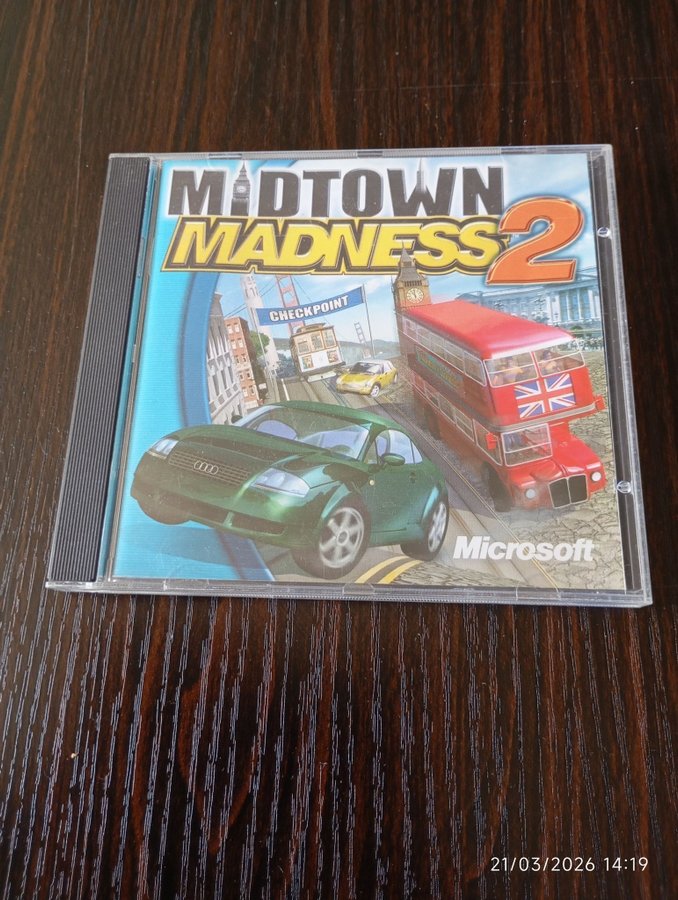 MIDTOWN
MADNESS 2
CHECKPOINT
Microsoft
21/03/2026 14:19